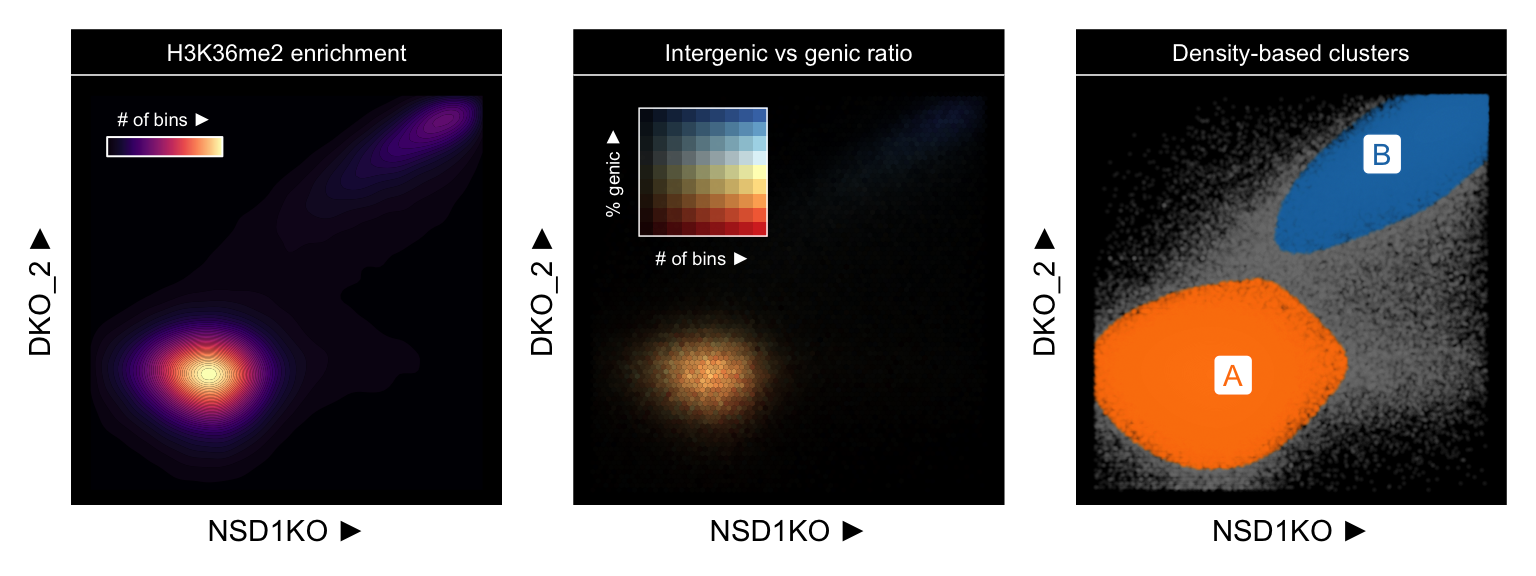 H3K36me2 enrichment
# of bins ►
DKO_2 ►
NSD1KO ►
Intergenic vs genic ratio
% genic ►
# of bins ►
DKO_2 ►
NSD1KO ►
Density-based clusters
B
A
DKO_2 ►
NSD1KO ►